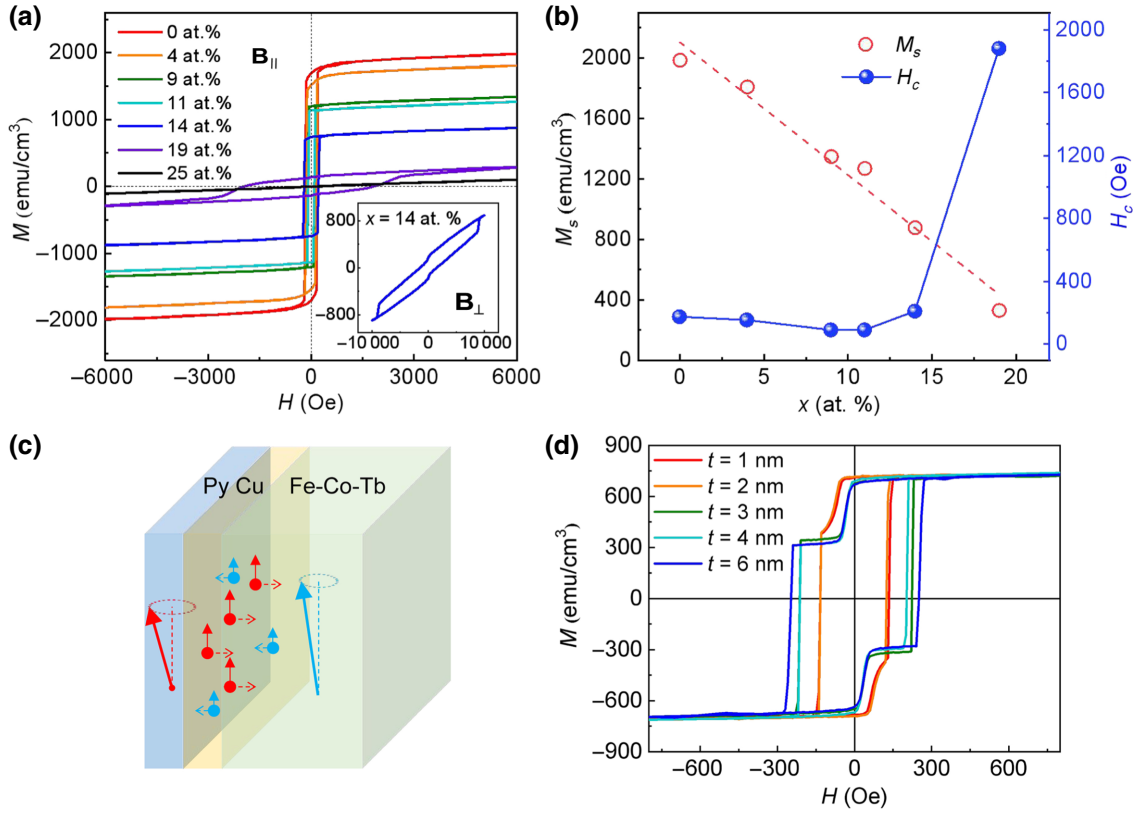 (a)
2000
1000
0
−1000
−2000
M (emu/cm³)
0 at.%
4 at.%
9 at.%
11 at.%
14 at.%
19 at.%
25 at.%
B||
800
0
−800
x = 14 at. %
B⊥
−10 000 0 10 000
−6000 −3000 0 3000 6000
H (Oe)
(b)
2000
1600
1200
800
400
0
Ms (emu/cm³)
Ms
Hc
2000
1600
1200
800
400
0
Hc (Oe)
0 5 10 15 20
x (at. %)
(c)
Py Cu Fe-Co-Tb
(d)
900
600
300
0
−300
−600
−900
M (emu/cm³)
t = 1 nm
t = 2 nm
t = 3 nm
t = 4 nm
t = 6 nm
−600 −300 0 300 600
H (Oe)